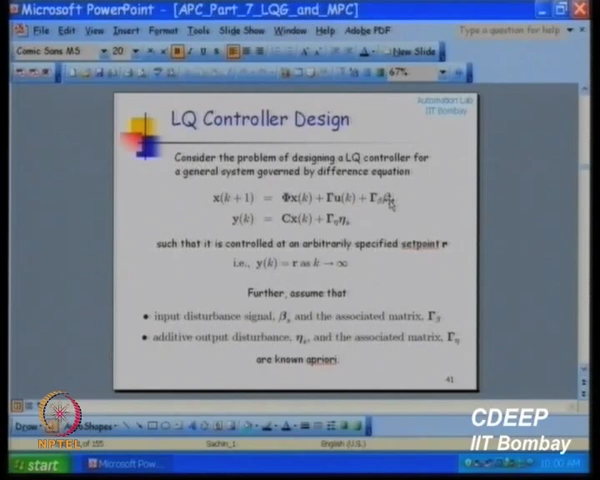 Microsoft PowerPoint - [APC_Part_7_LQG_and_MPC]
File Edit View Insert Format Tools Slide Show Window Help Adobe PDF
Type a question for help
Comic Sans MS 20 B I U S New Slide
67%
Automation Lab
IIT Bombay
LQ Controller Design
Consider the problem of designing a LQ controller for
a general system governed by difference equation
x(k+1) = Φx(k) + Γu(k) + Γ_β β_s
y(k) = Cx(k) + Γ_η η_s
such that it is controlled at an arbitrarily specified setpoint r
i.e., y(k) = r as k → ∞
Further, assume that
• input disturbance signal, β_s and the associated matrix, Γ_β
• additive output disturbance, η_s, and the associated matrix, Γ_η
are known apriori.
41
Draw AutoShapes
of 155 Sachin_1 English (U.S.)
NPTEL
CDEEP
IIT Bombay
start Microsoft Pow... 10:00 AM